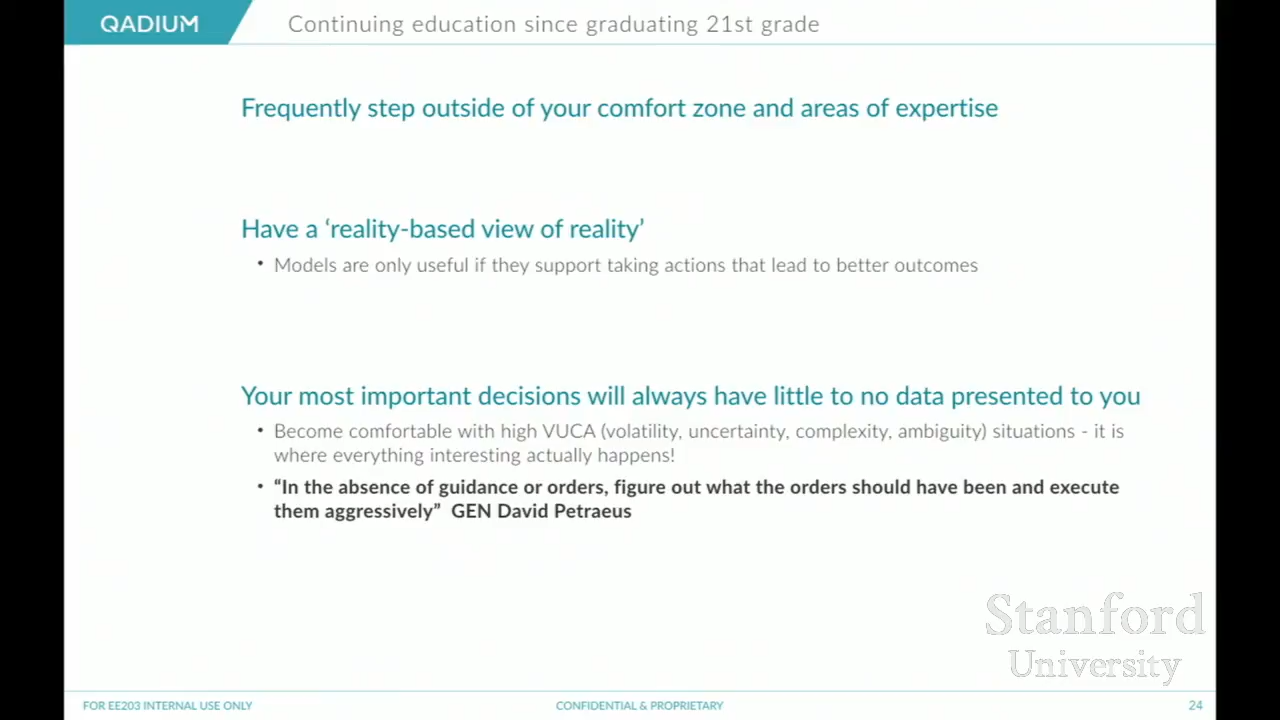 QADIUM
Continuing education since graduating 21st grade
Frequently step outside of your comfort zone and areas of expertise
Have a ‘reality-based view of reality’
• Models are only useful if they support taking actions that lead to better outcomes
Your most important decisions will always have little to no data presented to you
• Become comfortable with high VUCA (volatility, uncertainty, complexity, ambiguity) situations - it is
where everything interesting actually happens!
• “In the absence of guidance or orders, figure out what the orders should have been and execute
them aggressively” GEN David Petraeus
Stanford
University
FOR EE203 INTERNAL USE ONLY
CONFIDENTIAL & PROPRIETARY
24